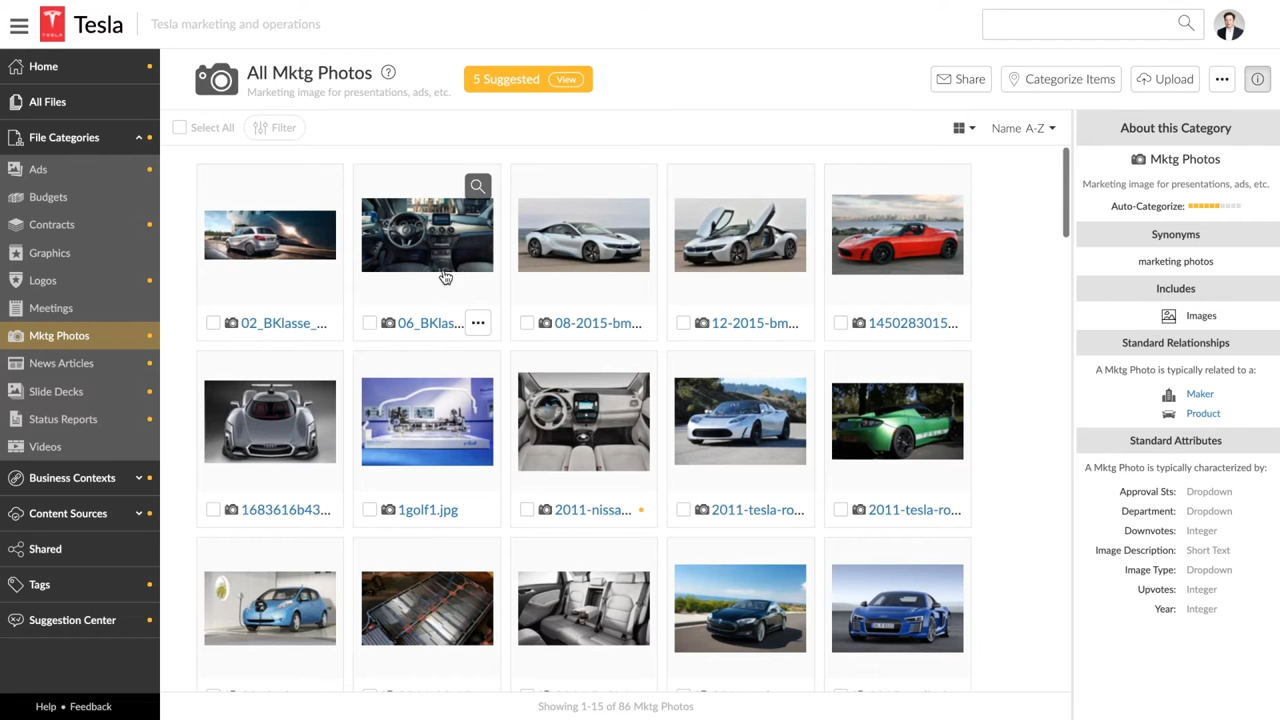 Tesla
Tesla marketing and operations
Home
All Files
File Categories
Ads
Budgets
Contracts
Graphics
Logos
Meetings
Mktg Photos
News Articles
Slide Decks
Status Reports
Videos
Business Contexts
Content Sources
Shared
Tags
Suggestion Center
Help • Feedback
All Mktg Photos
Marketing image for presentations, ads, etc.
5 Suggested View
Share
Categorize Items
Upload
Select All
Filter
Name A-Z
02_BKlasse_...
06_BKlas...
08-2015-bm...
12-2015-bm...
1450283015...
1683616b43...
1golf1.jpg
2011-nissa...
2011-tesla-ro...
2011-tesla-ro...
Showing 1-15 of 86 Mktg Photos
About this Category
Mktg Photos
Marketing image for presentations, ads, etc.
Auto-Categorize:
Synonyms
marketing photos
Includes
Images
Standard Relationships
A Mktg Photo is typically related to a:
Maker
Product
Standard Attributes
A Mktg Photo is typically characterized by:
Approval Sts: Dropdown
Department: Dropdown
Downvotes: Integer
Image Description: Short Text
Image Type: Dropdown
Upvotes: Integer
Year: Integer